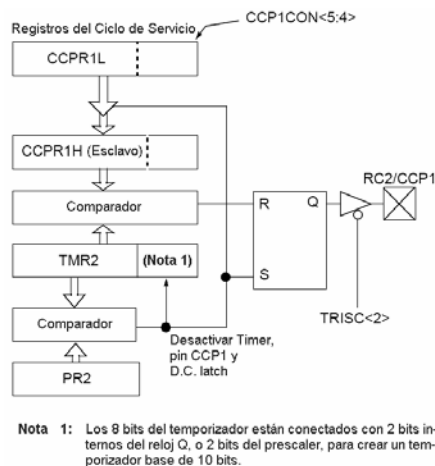 CCP1CON<5:4>
Registros del Ciclo de Servicio
CCPR1L
CCPR1H (Esclavo)
Comparador
TMR2
(Nota 1)
Comparador
PR2
R
Q
S
RC2/CCP1
TRISC<2>
Desactivar Timer,
pin CCP1 y
D.C. latch
Nota 1: Los 8 bits del temporizador están conectados con 2 bits in-
ternos del reloj Q, o 2 bits del prescaler, para crear un tem-
porizador base de 10 bits.